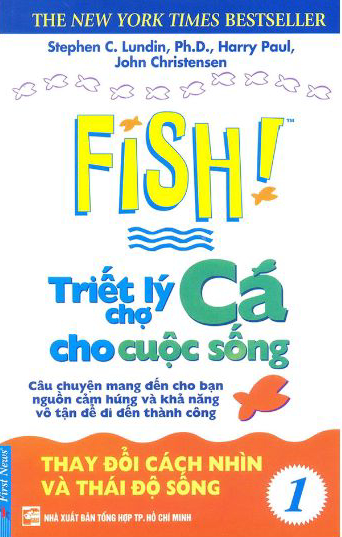 THE NEW YORK TIMES BESTSELLER
Stephen C. Lundin, Ph.D., Harry Paul,
John Christensen
FiSH!™
Triết lý
chợ Cá
cho cuộc sống
Câu chuyện mang đến cho bạn
nguồn cảm hứng và khả năng
vô tận để đi đến thành công
THAY ĐỔI CÁCH NHÌN
VÀ THÁI ĐỘ SỐNG
1
First News
NHÀ XUẤT BẢN TỔNG HỢP TP. HỒ CHÍ MINH